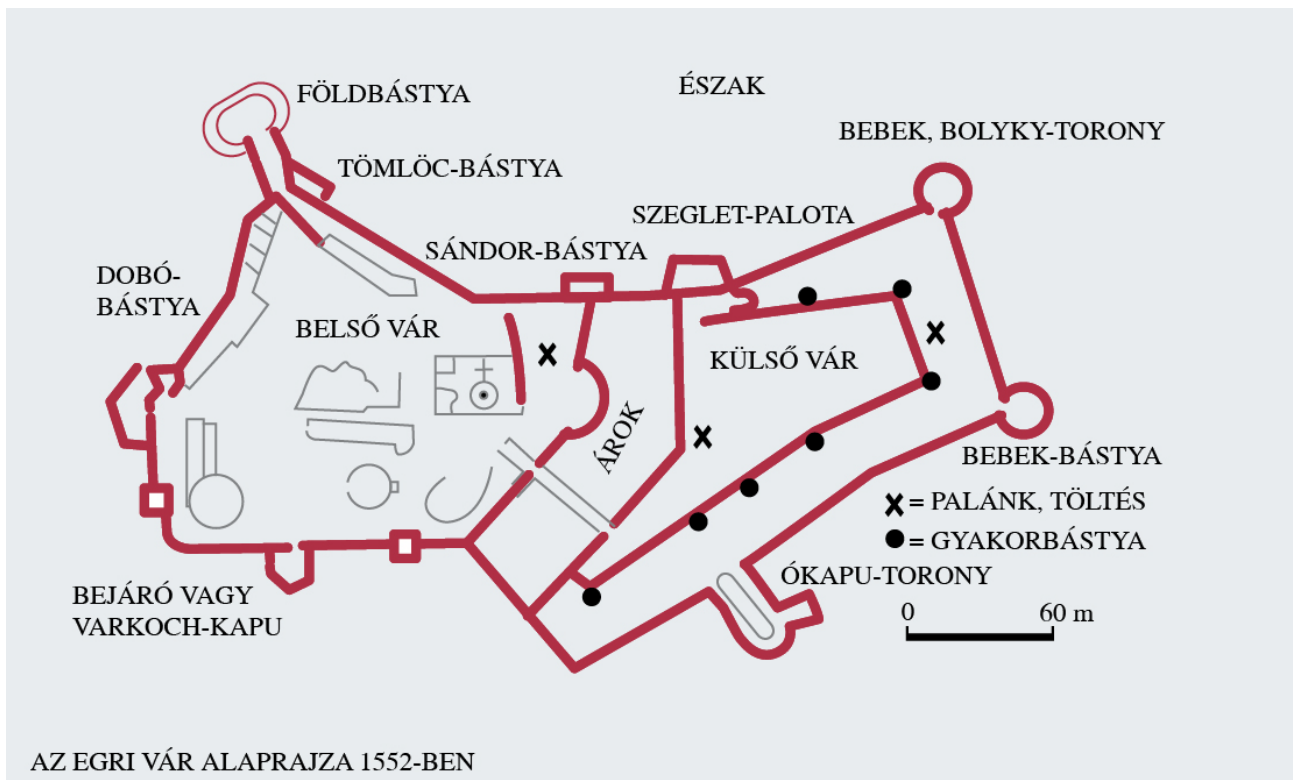 FÖLDBÁSTYA
ÉSZAK
BEBEK, BOLYKY-TORONY
TÖMLÖC-BÁSTYA
SZEGLET-PALOTA
SÁNDOR-BÁSTYA
DOBÓ-
BÁSTYA
BELSŐ VÁR
KÜLSŐ VÁR
ÁROK
BEBEK-BÁSTYA
= PALÁNK, TÖLTÉS
= GYAKORBÁSTYA
ÓKAPU-TORONY
BEJÁRÓ VAGY
VARKOCH-KAPU
0 60 m
AZ EGRI VÁR ALAPRAJZA 1552-BEN